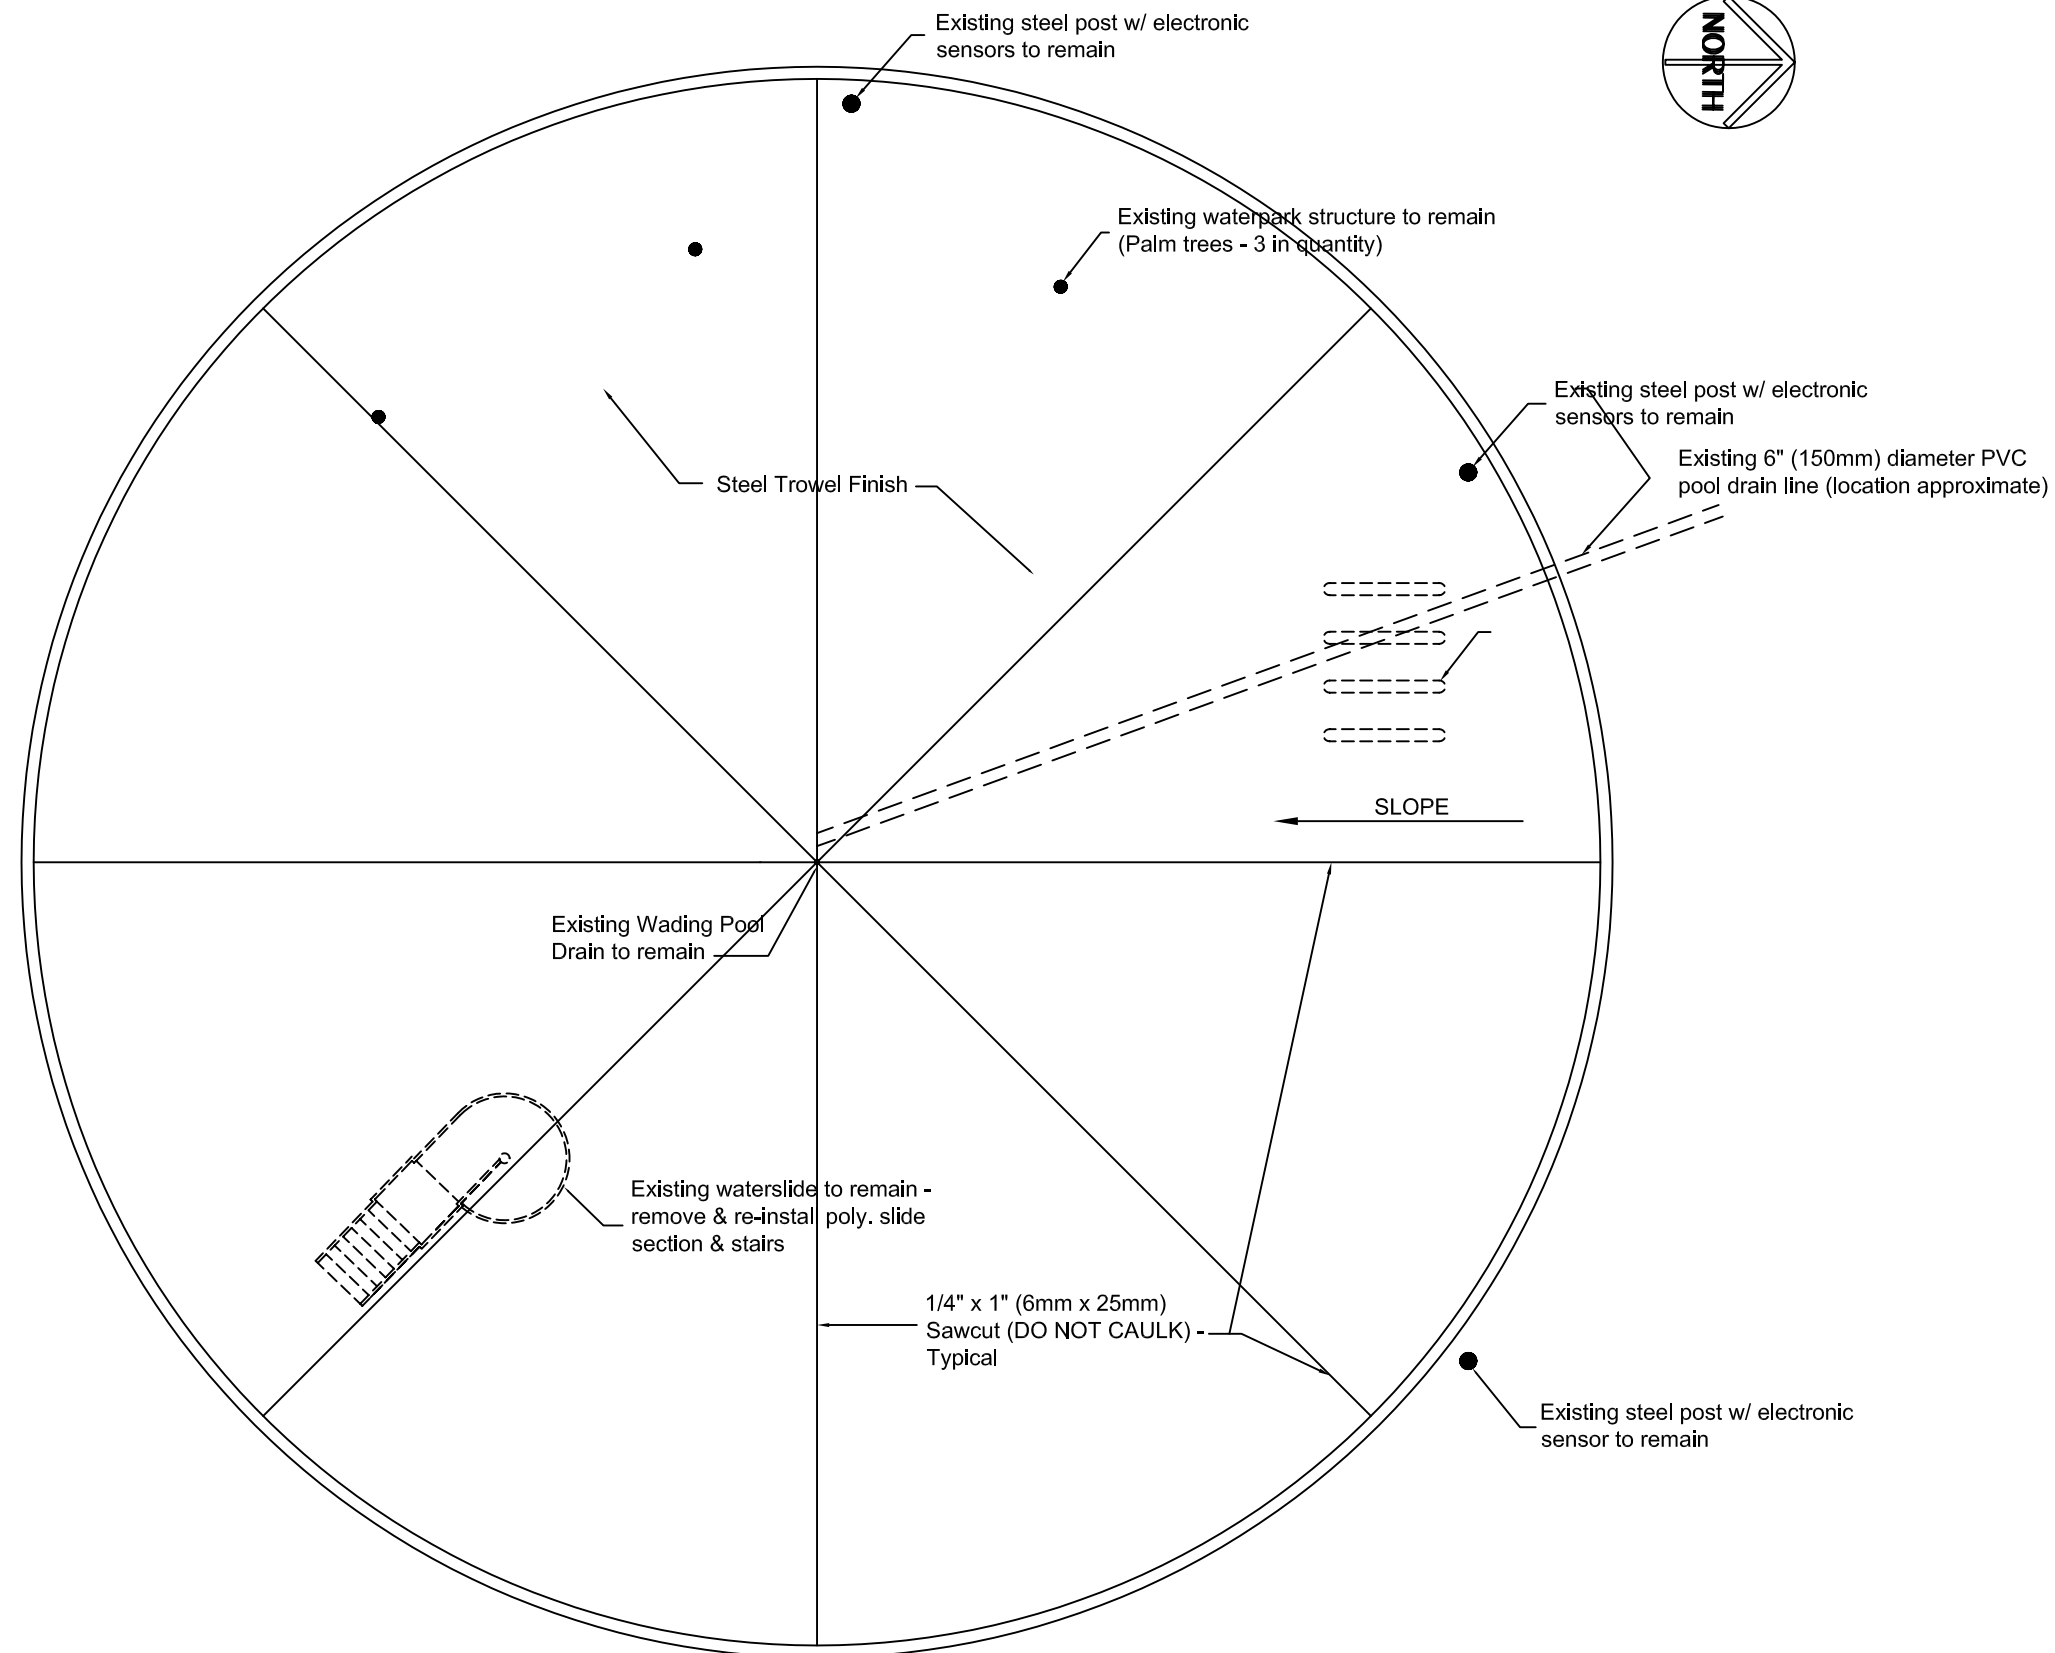 Existing steel post w/ electronic
sensors to remain
NORTH
Existing waterpark structure to remain
(Palm trees - 3 in quantity)
Existing steel post w/ electronic
sensors to remain
Existing 6" (150mm) diameter PVC
pool drain line (location approximate)
Steel Trowel Finish
SLOPE
Existing Wading Pool
Drain to remain
Existing waterslide to remain -
remove & re-install poly. slide
section & stairs
1/4" x 1" (6mm x 25mm)
Sawcut (DO NOT CAULK) -
Typical
Existing steel post w/ electronic
sensor to remain